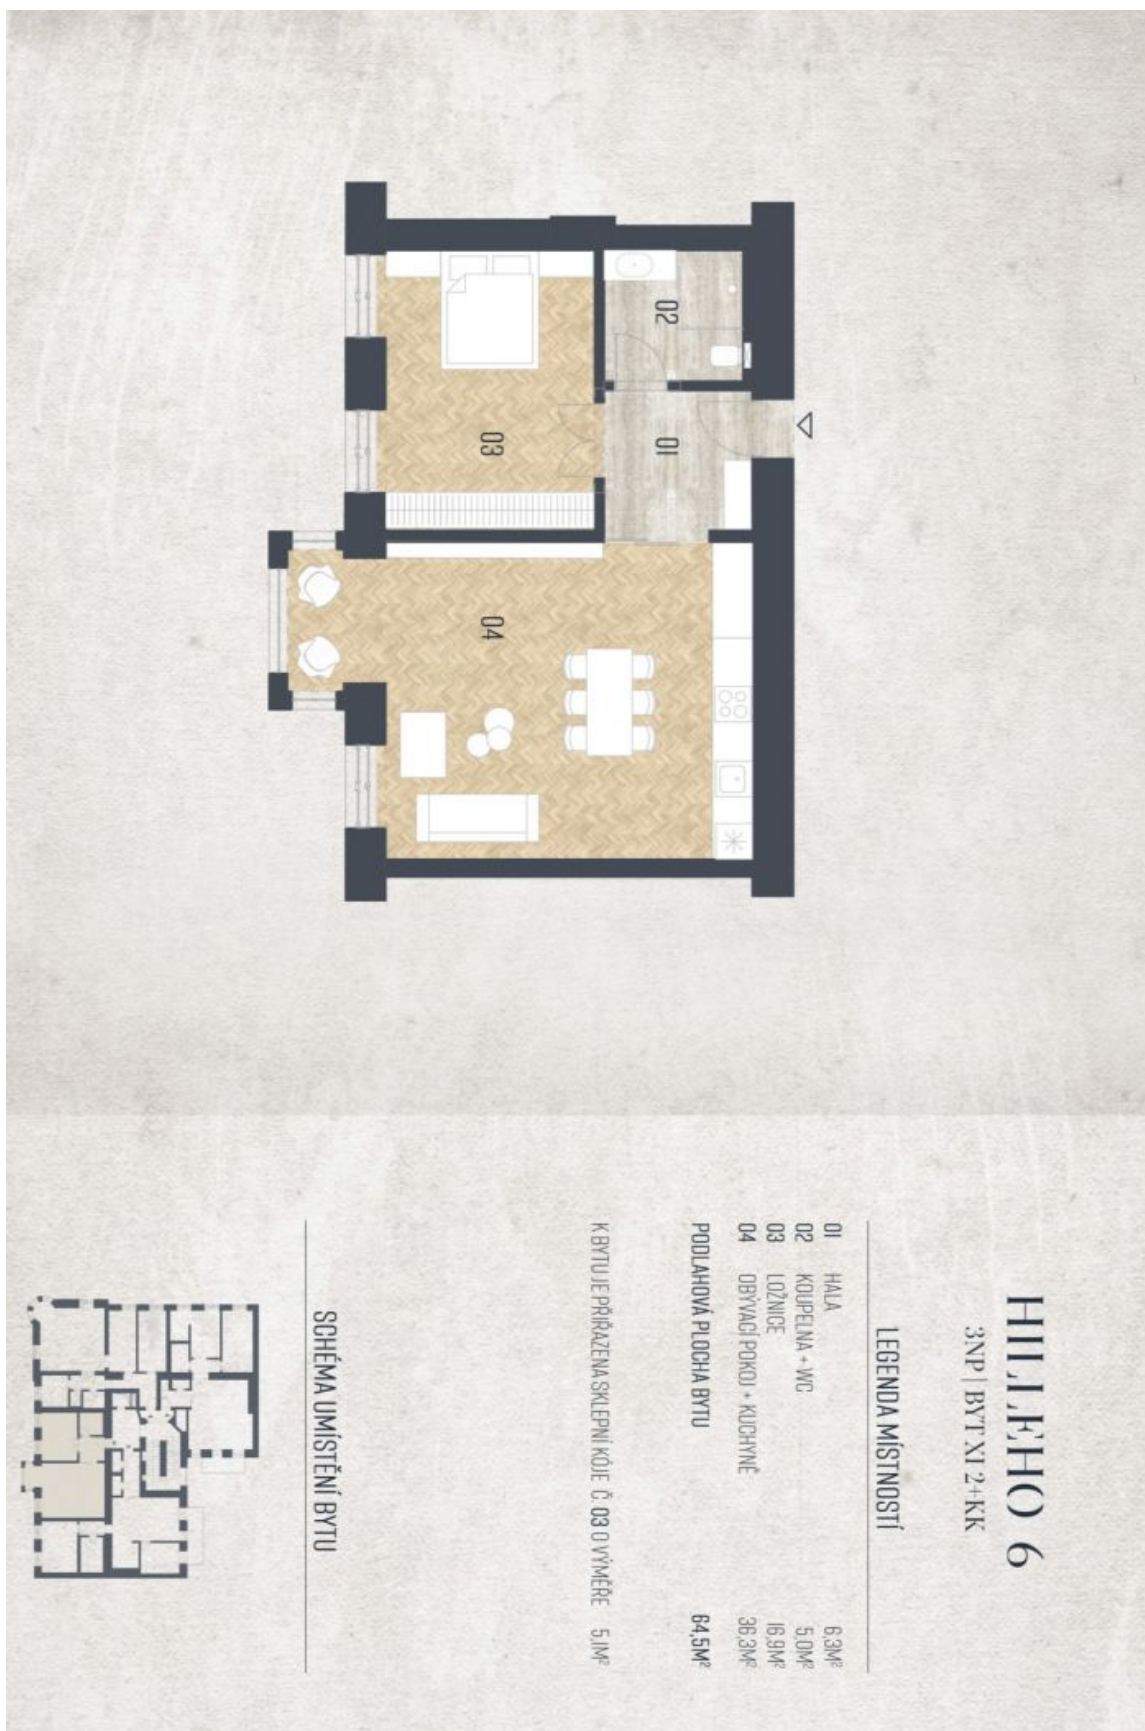 02
03
01
04
HILLEHO 6
3NP | BYT XI 2+KK
LEGENDA MÍSTNOSTÍ
01 HALA 6,3M²
02 KOUPELNA + WC 5,0M²
03 LOŽNICE 16,9M²
04 OBÝVACÍ POKOJ + KUCHYNĚ 36,3M²
PODLAHOVÁ PLOCHA BYTU 64,5M²
K BYTU JE PŘIŘAZENA SKLEPNÍ KÓJE Č. 03 O VÝMĚŘE 5,1M²
SCHÉMA UMÍSTĚNÍ BYTU